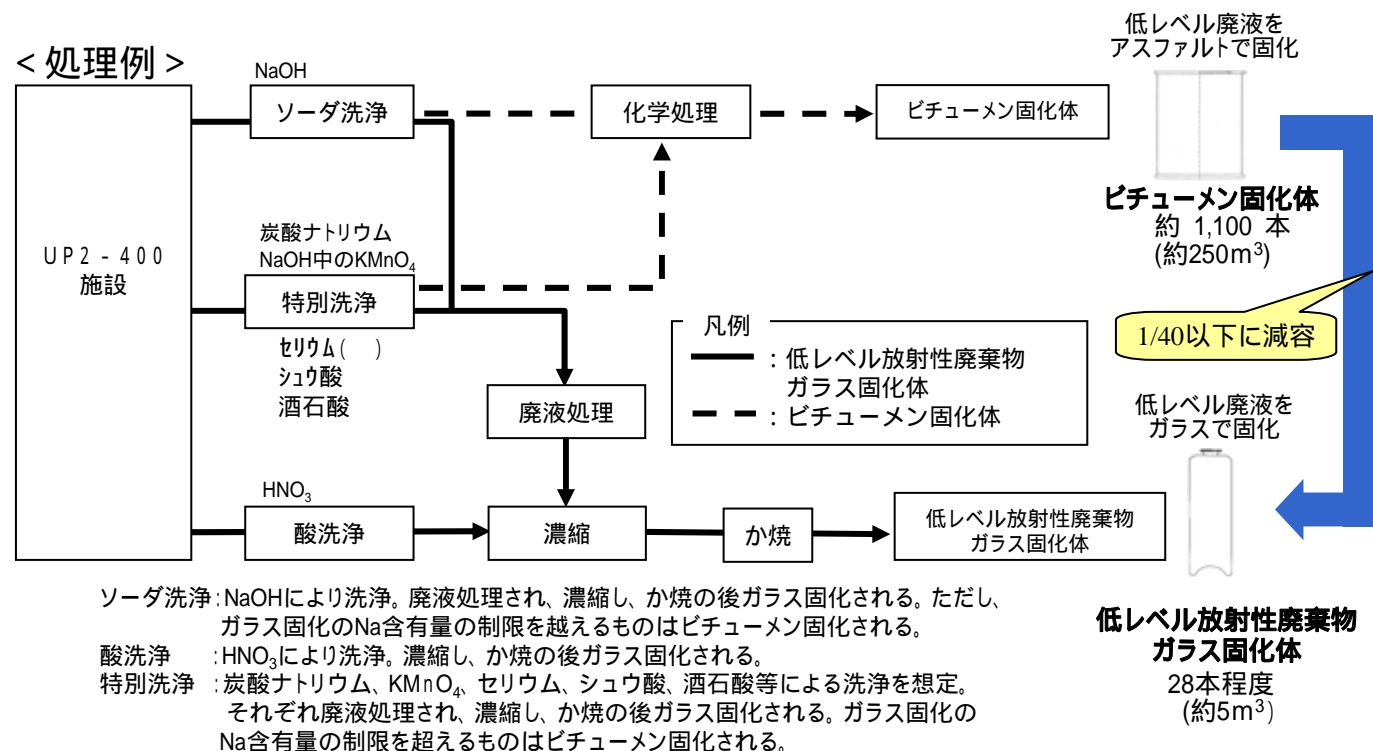 <処理例>
UP2-400
施設
NaOH
ソーダ洗浄
炭酸ナトリウム
NaOH中のKMnO₄
特別洗浄
セリウム(　)
シュウ酸
酒石酸
HNO₃
酸洗浄
化学処理
ビチューメン固化体
廃液処理
濃縮
か焼
低レベル放射性廃棄物
ガラス固化体
凡例
:低レベル放射性廃棄物
ガラス固化体
:ビチューメン固化体
低レベル廃液を
アスファルトで固化
ビチューメン固化体
約 1,100 本
(約250m³)
1/40以下に減容
低レベル廃液を
ガラスで固化
低レベル放射性廃棄物
ガラス固化体
28本程度
(約5m³)
ソーダ洗浄:NaOHにより洗浄。廃液処理され、濃縮し、か焼の後ガラス固化される。ただし、
ガラス固化のNa含有量の制限を越えるものはビチューメン固化される。
酸洗浄　:HNO₃により洗浄。濃縮し、か焼の後ガラス固化される。
特別洗浄　:炭酸ナトリウム、KMnO₄、セリウム、シュウ酸、酒石酸等による洗浄を想定。
それぞれ廃液処理され、濃縮し、か焼の後ガラス固化される。ガラス固化の
Na含有量の制限を超えるものはビチューメン固化される。